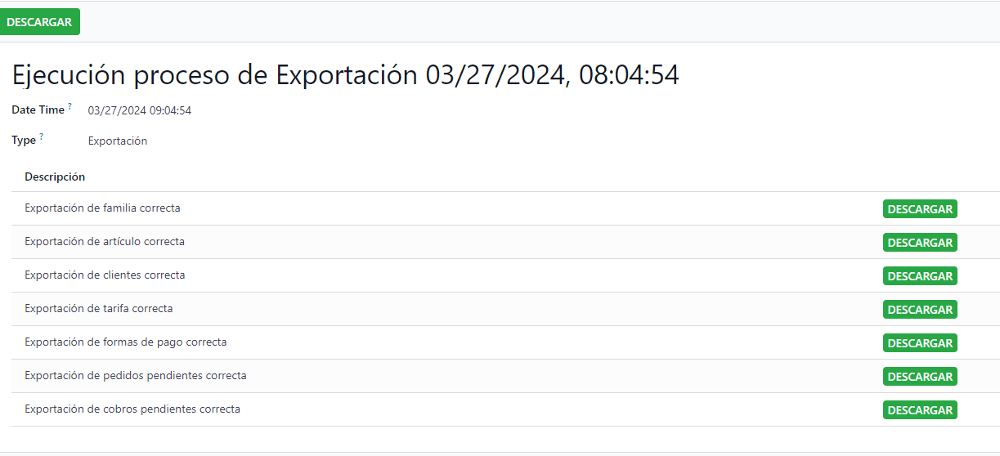 DESCARGAR
Ejecución proceso de Exportación 03/27/2024, 08:04:54
Date Time ? 03/27/2024 09:04:54
Type ? Exportación
Descripción
Exportación de familia correcta DESCARGAR
Exportación de artículo correcta DESCARGAR
Exportación de clientes correcta DESCARGAR
Exportación de tarifa correcta DESCARGAR
Exportación de formas de pago correcta DESCARGAR
Exportación de pedidos pendientes correcta DESCARGAR
Exportación de cobros pendientes correcta DESCARGAR